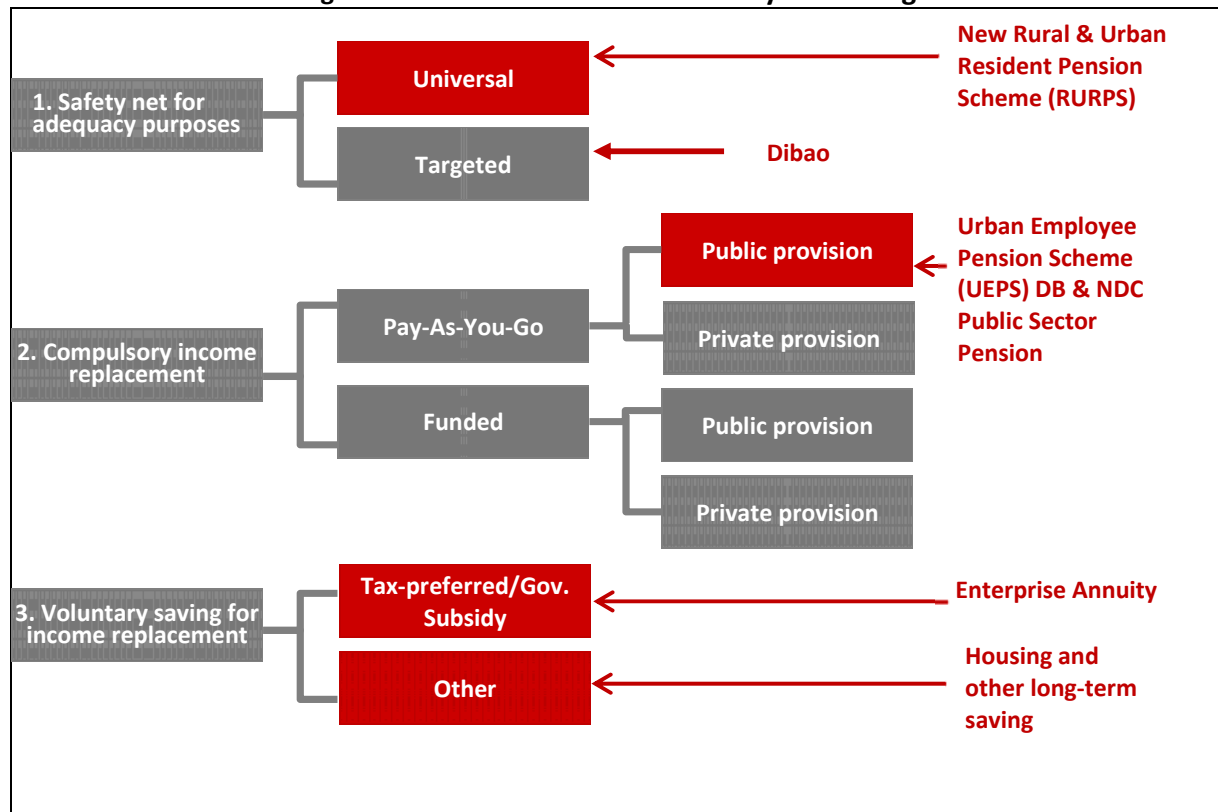 Universal
New Rural & Urban
Resident Pension
Scheme (RURPS)
1. Safety net for
adequacy purposes
Targeted
Dibao
Public provision
Urban Employee
Pension Scheme
(UEPS) DB & NDC
Public Sector
Pension
Pay-As-You-Go
Private provision
2. Compulsory income
replacement
Funded
Public provision
Private provision
Tax-preferred/Gov.
Subsidy
Enterprise Annuity
3. Voluntary saving for
income replacement
Other
Housing and
other long-term
saving